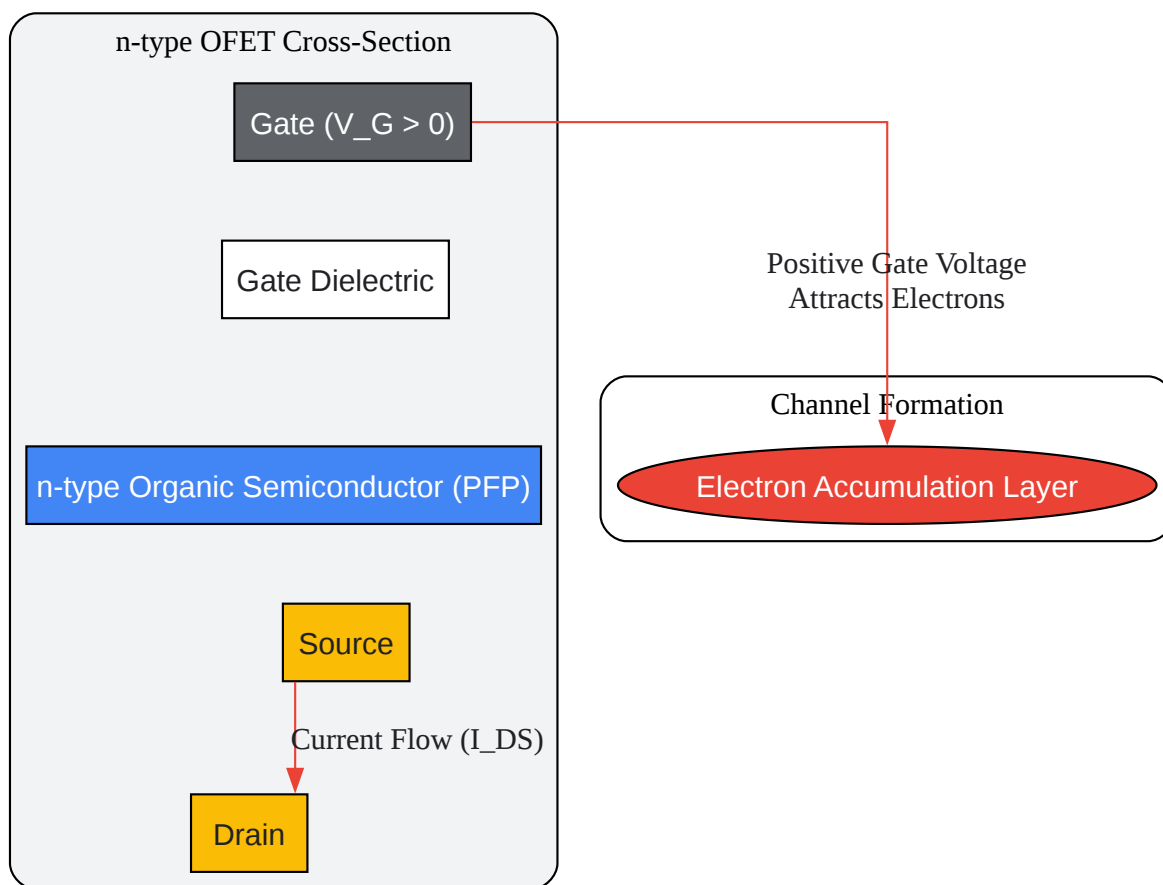 n-type OFET Cross-Section
Gate (V_G > 0)
Gate Dielectric
Positive Gate Voltage
Attracts Electrons
Channel Formation
n-type Organic Semiconductor (PFP)
Electron Accumulation Layer
Source
Current Flow (I_DS)
Drain